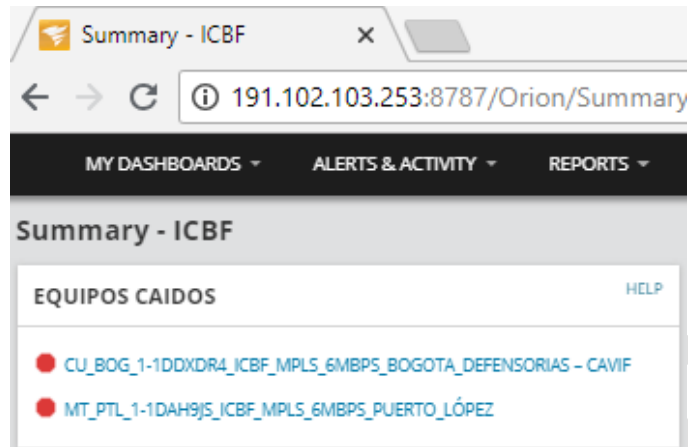 Summary - ICBF
191.102.103.253:8787/Orion/Summary
MY DASHBOARDS ALERTS & ACTIVITY REPORTS
Summary - ICBF
EQUIPOS CAIDOS HELP
CU_BOG_1-1DDXDR4_ICBF_MPLS_6MBPS_BOGOTA_DEFENSORIAS – CAVIF
MT_PTL_1-1DAH9JS_ICBF_MPLS_6MBPS_PUERTO_LÓPEZ